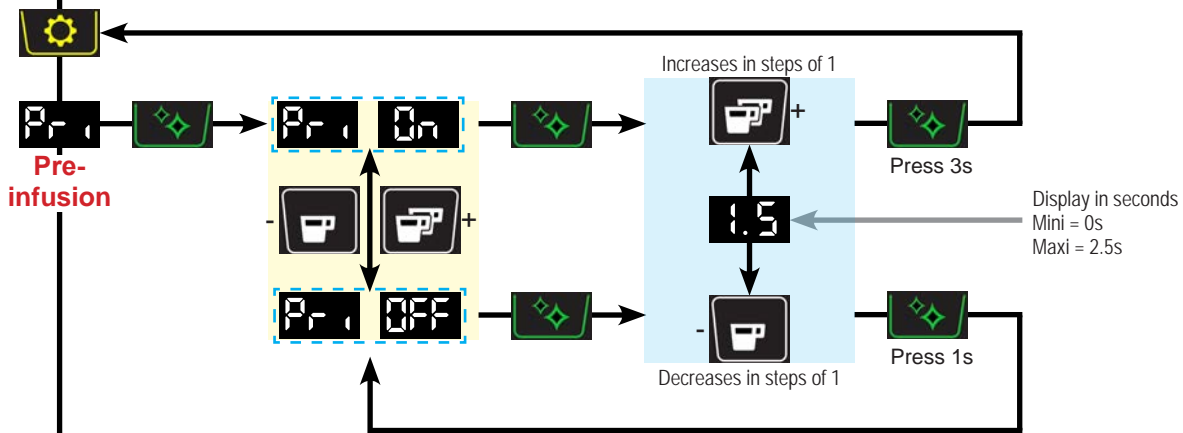 Increases in steps of 1
+
Pri
Pri On
Press 3s
Pre-
infusion
- +
1.5
Display in seconds
Mini = 0s
Maxi = 2.5s
Pri OFF
-
Press 1s
Decreases in steps of 1